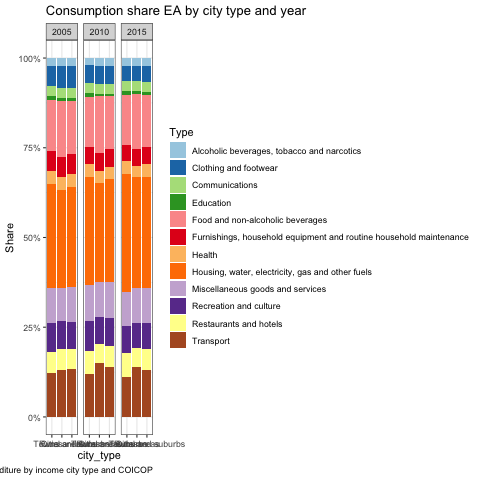 Consumption share EA by city type and year
2005 2010 2015
100%
75%
50%
25%
0%
Share
Type
Alcoholic beverages, tobacco and narcotics
Clothing and footwear
Communications
Education
Food and non-alcoholic beverages
Furnishings, household equipment and routine household maintenance
Health
Housing, water, electricity, gas and other fuels
Miscellaneous goods and services
Recreation and culture
Restaurants and hotels
Transport
suburbs
city_type
diture by income city type and COICOP